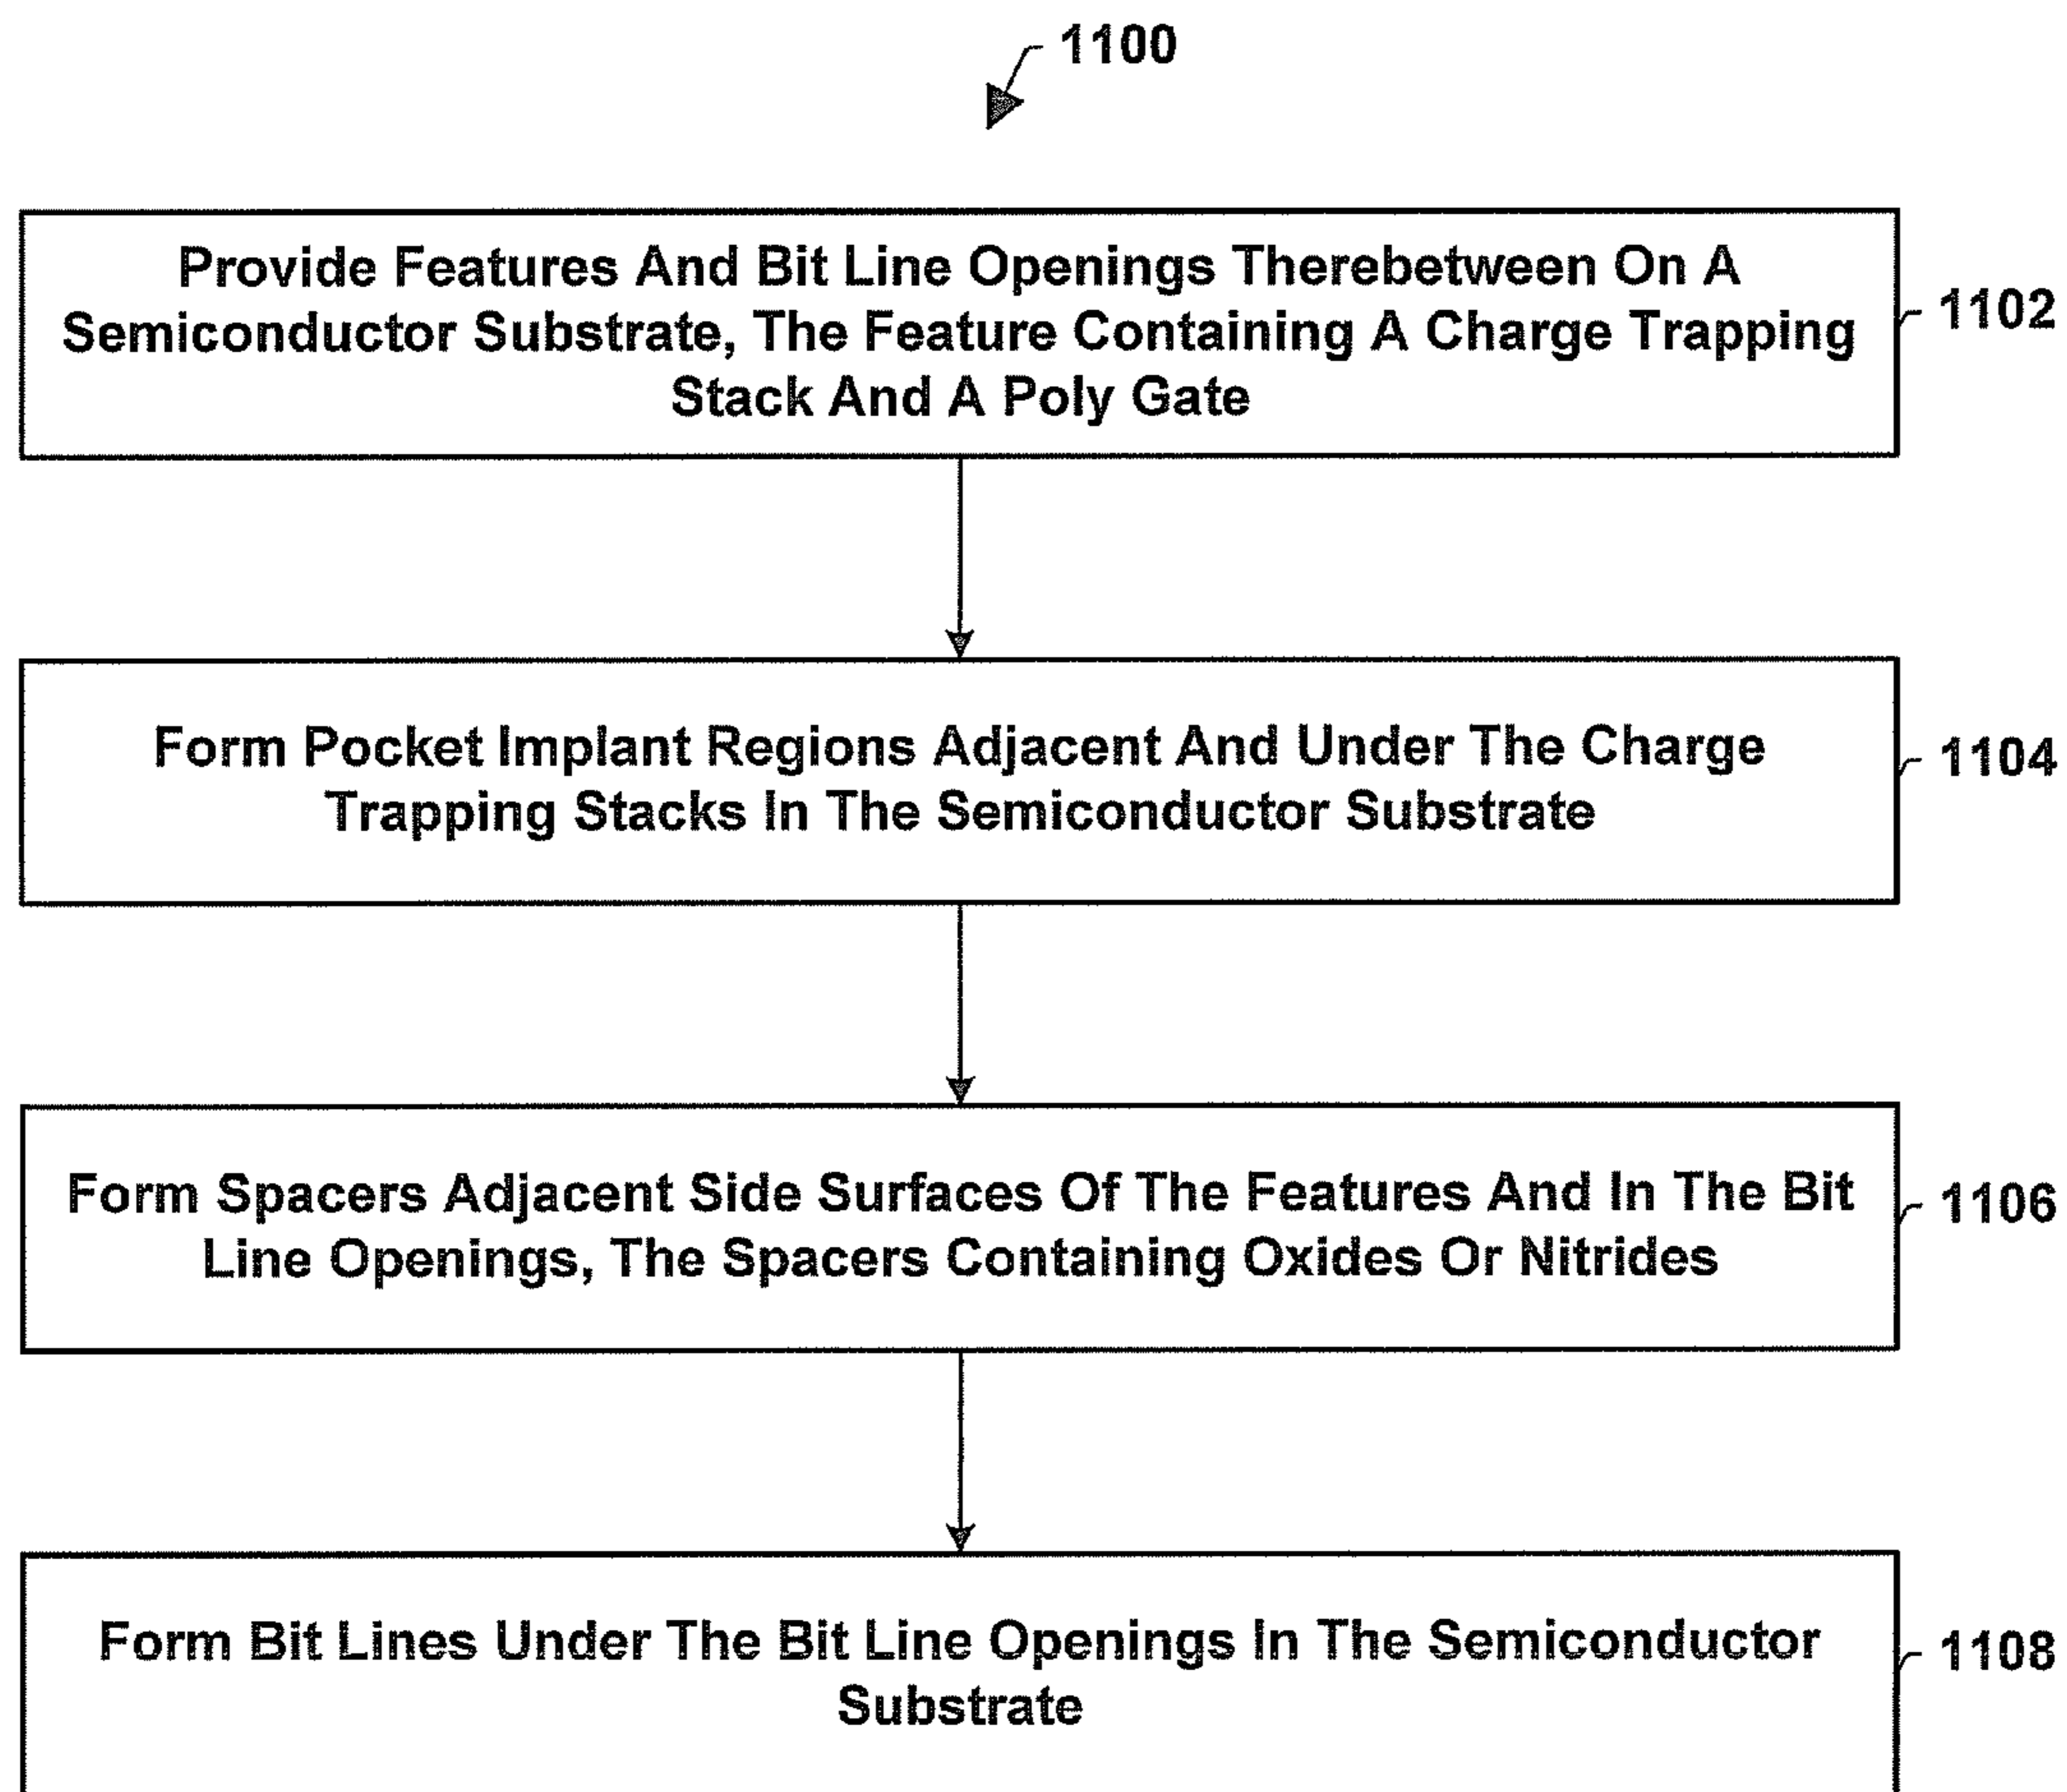 1100
Provide Features And Bit Line Openings Therebetween On A
Semiconductor Substrate, The Feature Containing A Charge Trapping
Stack And A Poly Gate
1102
Form Pocket Implant Regions Adjacent And Under The Charge
Trapping Stacks In The Semiconductor Substrate
1104
Form Spacers Adjacent Side Surfaces Of The Features And In The Bit
Line Openings, The Spacers Containing Oxides Or Nitrides
1106
Form Bit Lines Under The Bit Line Openings In The Semiconductor
Substrate
1108